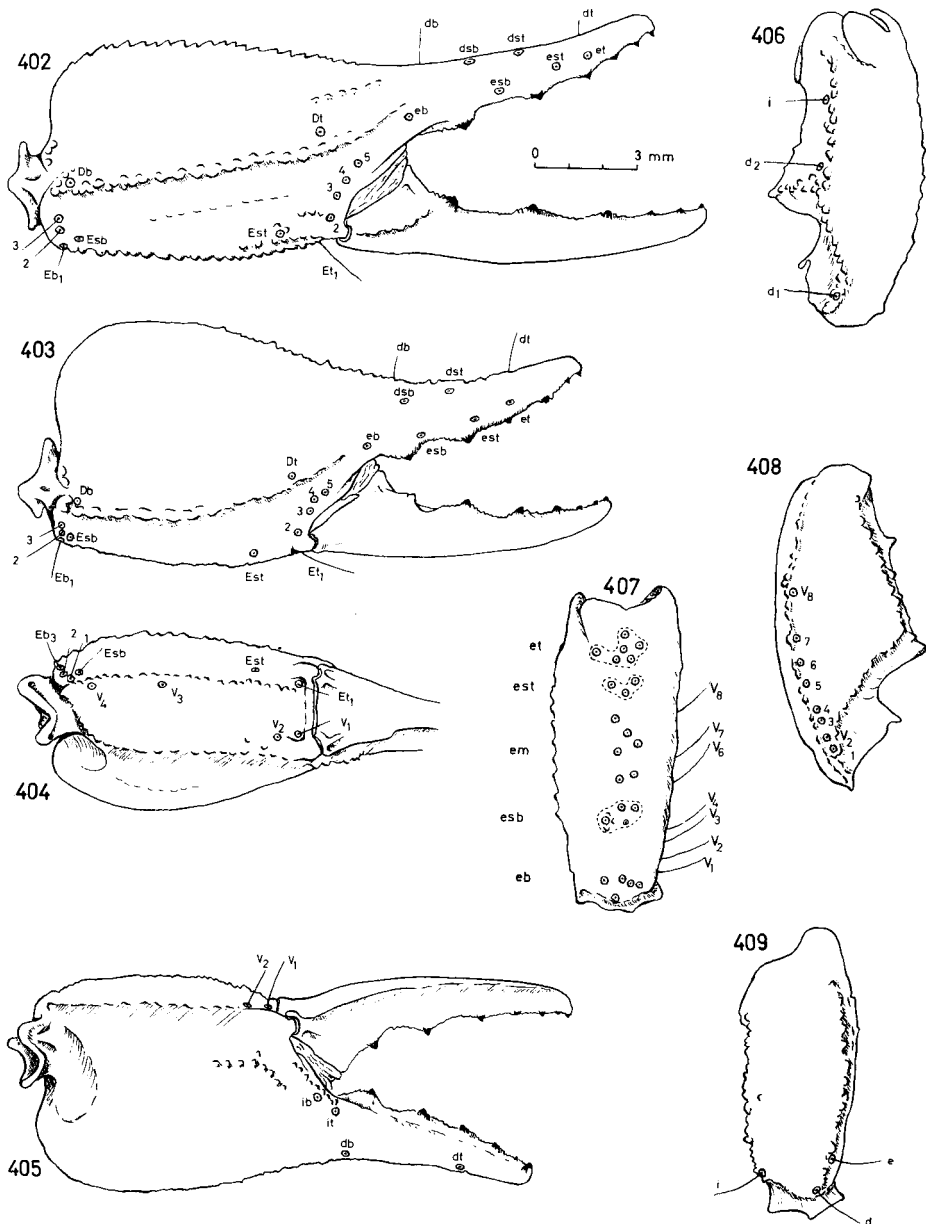 402
db
dsb
dst
dt
est
et
esb
eb
Dt
5
4
3
2
Db
3
2
Eb1
Esb
Est
Et1
0 3 mm
406
i
d2
d1
403
db
dsb
dst
dt
et
est
esb
eb
Dt
5
4
3
2
Db
3
2
Eb1
Esb
Est
Et1
408
V8
7
6
5
4
3
V2
1
407
et
est
em
esb
eb
V8
V7
V6
V4
V3
V2
V1
404
Eb3
2
1
Esb
Est
Et1
V4
V3
V2
V1
405
V2
V1
ib
it
db
dt
409
i
e
d